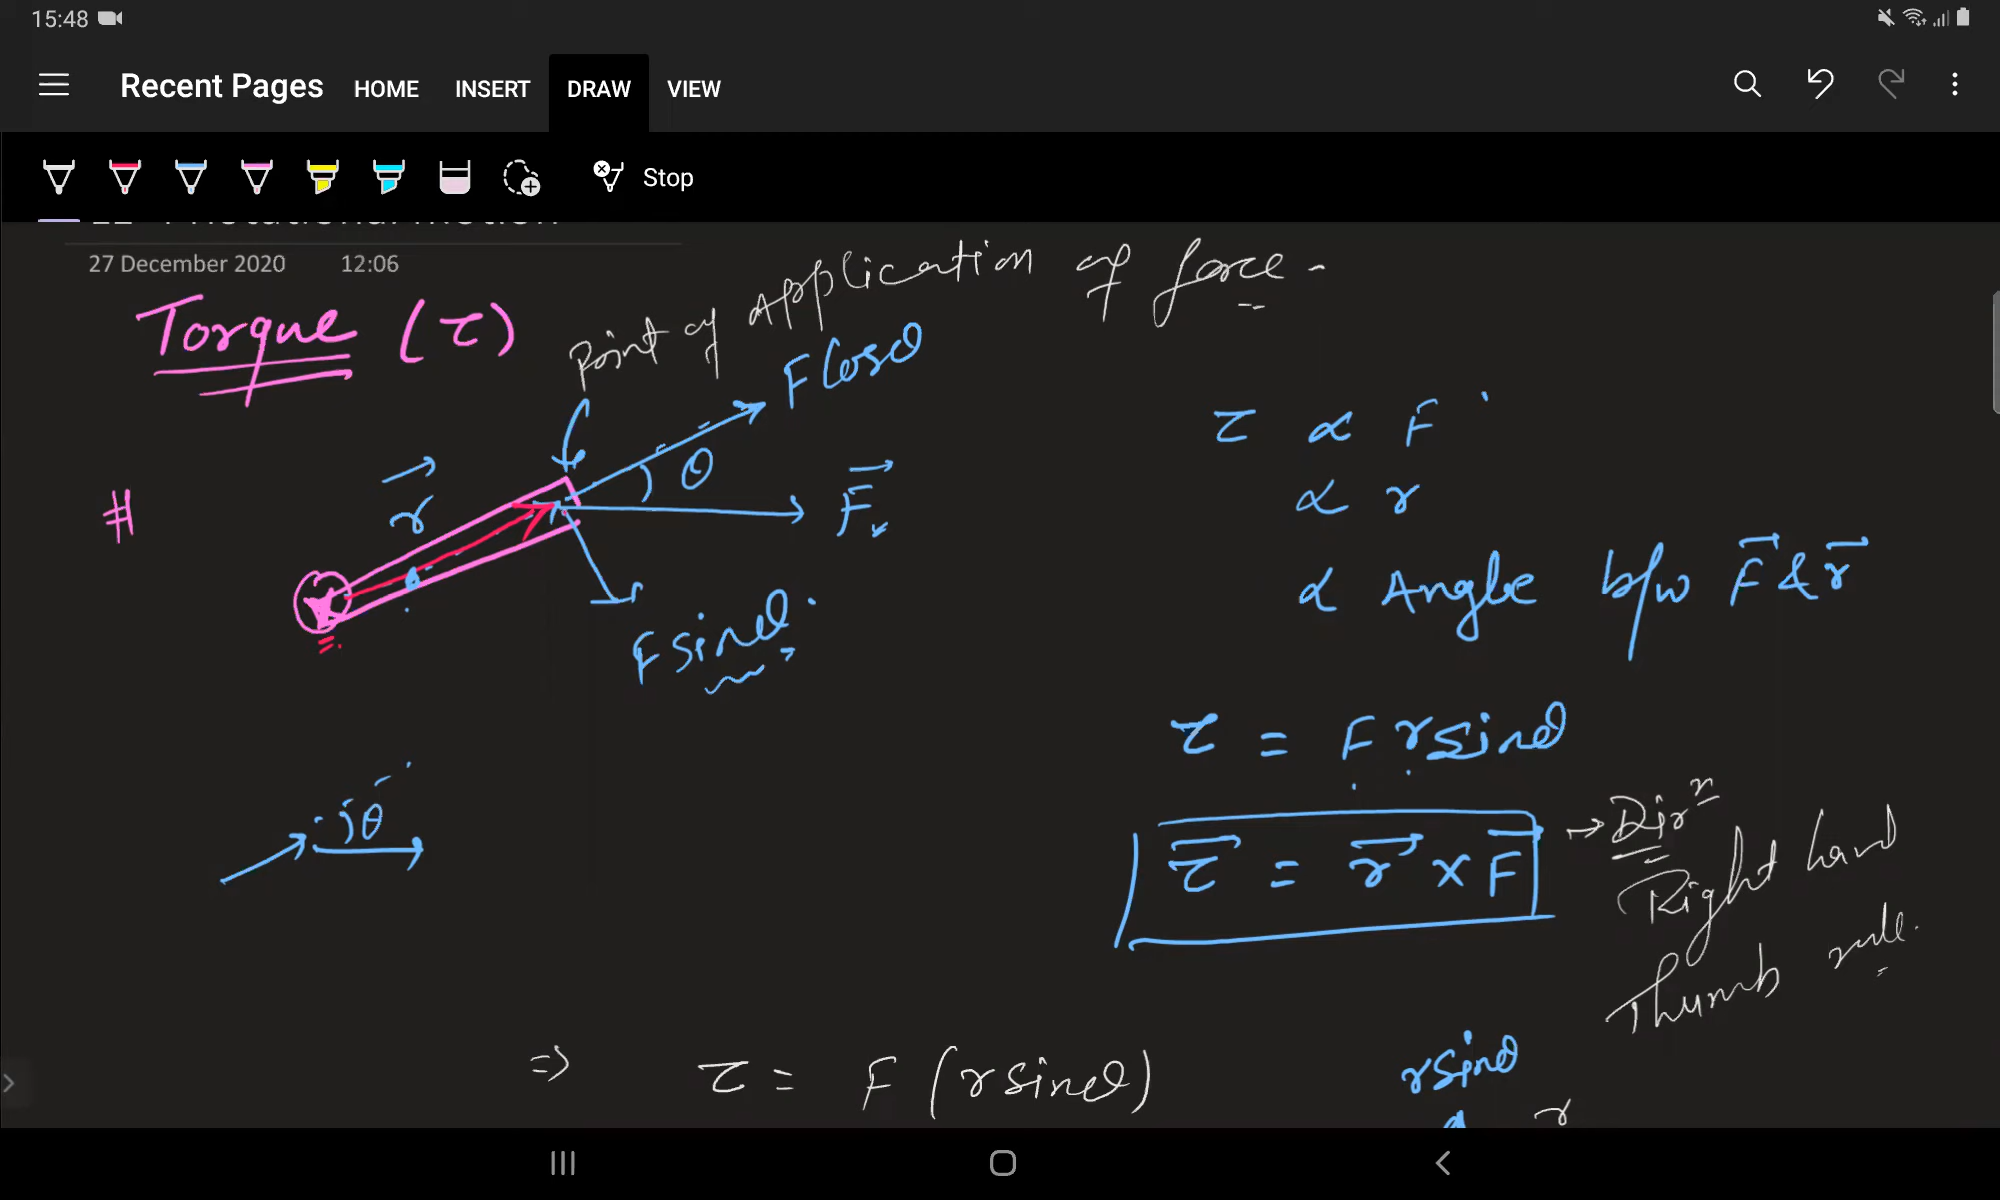 15:48
Recent Pages HOME INSERT DRAW VIEW
Stop
27 December 2020 12:06
Torque (τ)
Point of Application of force -
F Cosθ
θ
r
F
#
F sinθ
τ ∝ F
∝ r
∝ Angle b/w F & r
τ = F r sinθ
τ = r × F
→ Dirⁿ
Right hand
Thumb rule.
θ
⇒ τ = F (r sinθ)
r sinθ
r